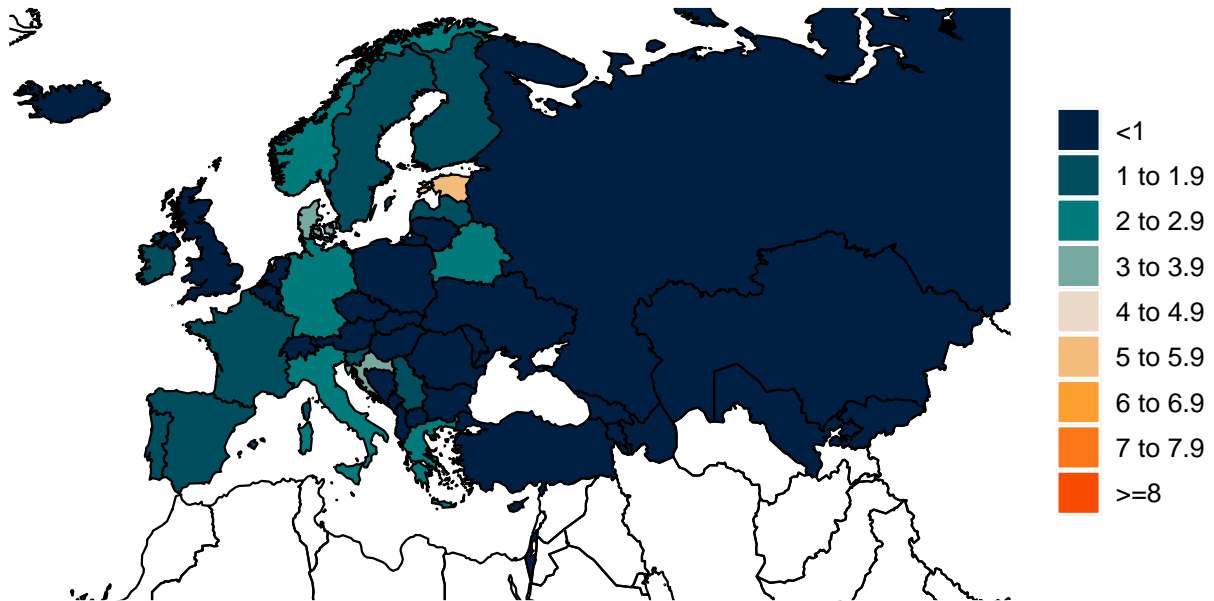 <1
1 to 1.9
2 to 2.9
3 to 3.9
4 to 4.9
5 to 5.9
6 to 6.9
7 to 7.9
>=8